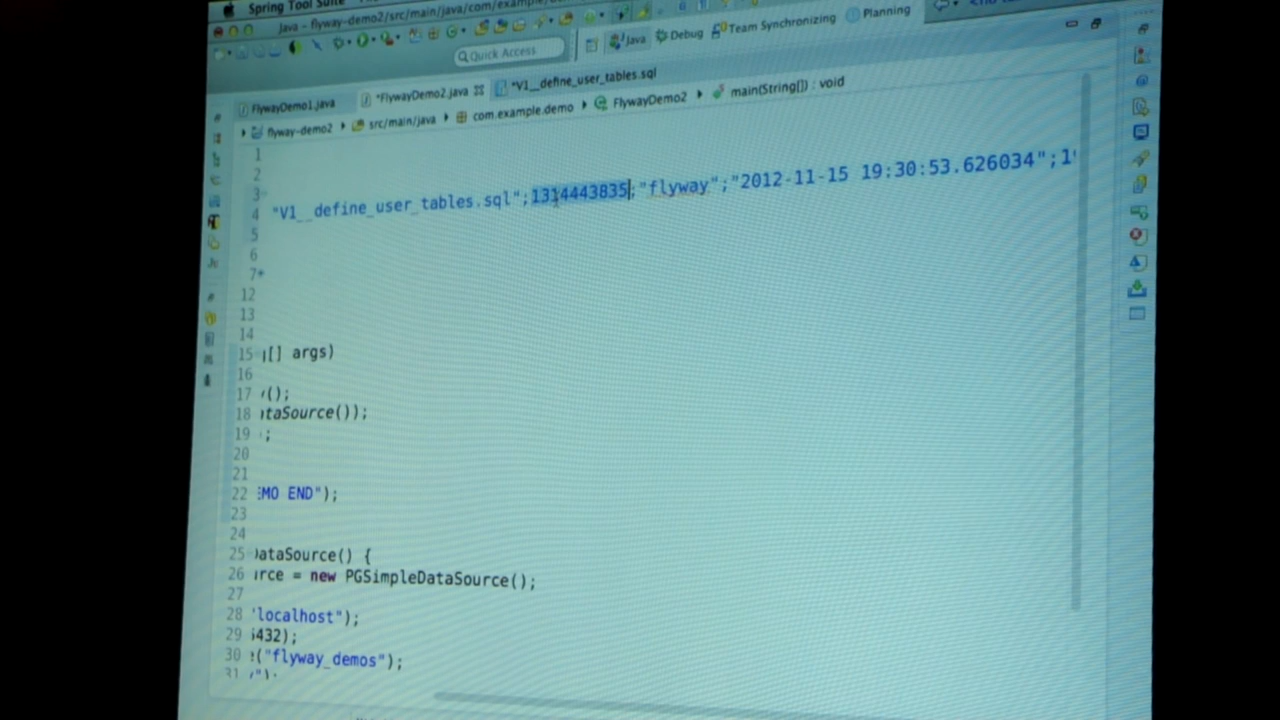 Spring Tool Suite
Java - flyway-demo2/src/main/java/com/example/
Quick Access
Java Debug Team Synchronizing Planning
FlywayDemo1.java *FlywayDemo2.java *V1__define_user_tables.sql
flyway-demo2 src/main/java com.example.demo FlywayDemo2 main(String[]) : void
1
2
3
4 "V1__define_user_tables.sql";1314443835;"flyway";"2012-11-15 19:30:53.626034";1
5
6
7
12
13
14
15 [] args)
16
17 ();
18 taSource());
19 ;
20
21
22 MO END");
23
24
25 ataSource() {
26 rce = new PGSimpleDataSource();
27
28 "localhost");
29 432);
30 ("flyway_demos");
31 ");